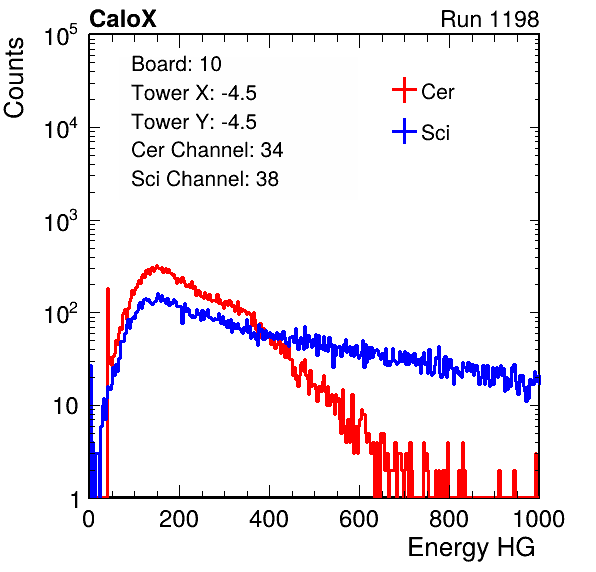 CaloX Run 1198
Counts
Board: 10
Tower X: -4.5
Tower Y: -4.5
Cer Channel: 34
Sci Channel: 38
Cer
Sci
10^5
10^4
10^3
10^2
10
1
0 200 400 600 800 1000
Energy HG